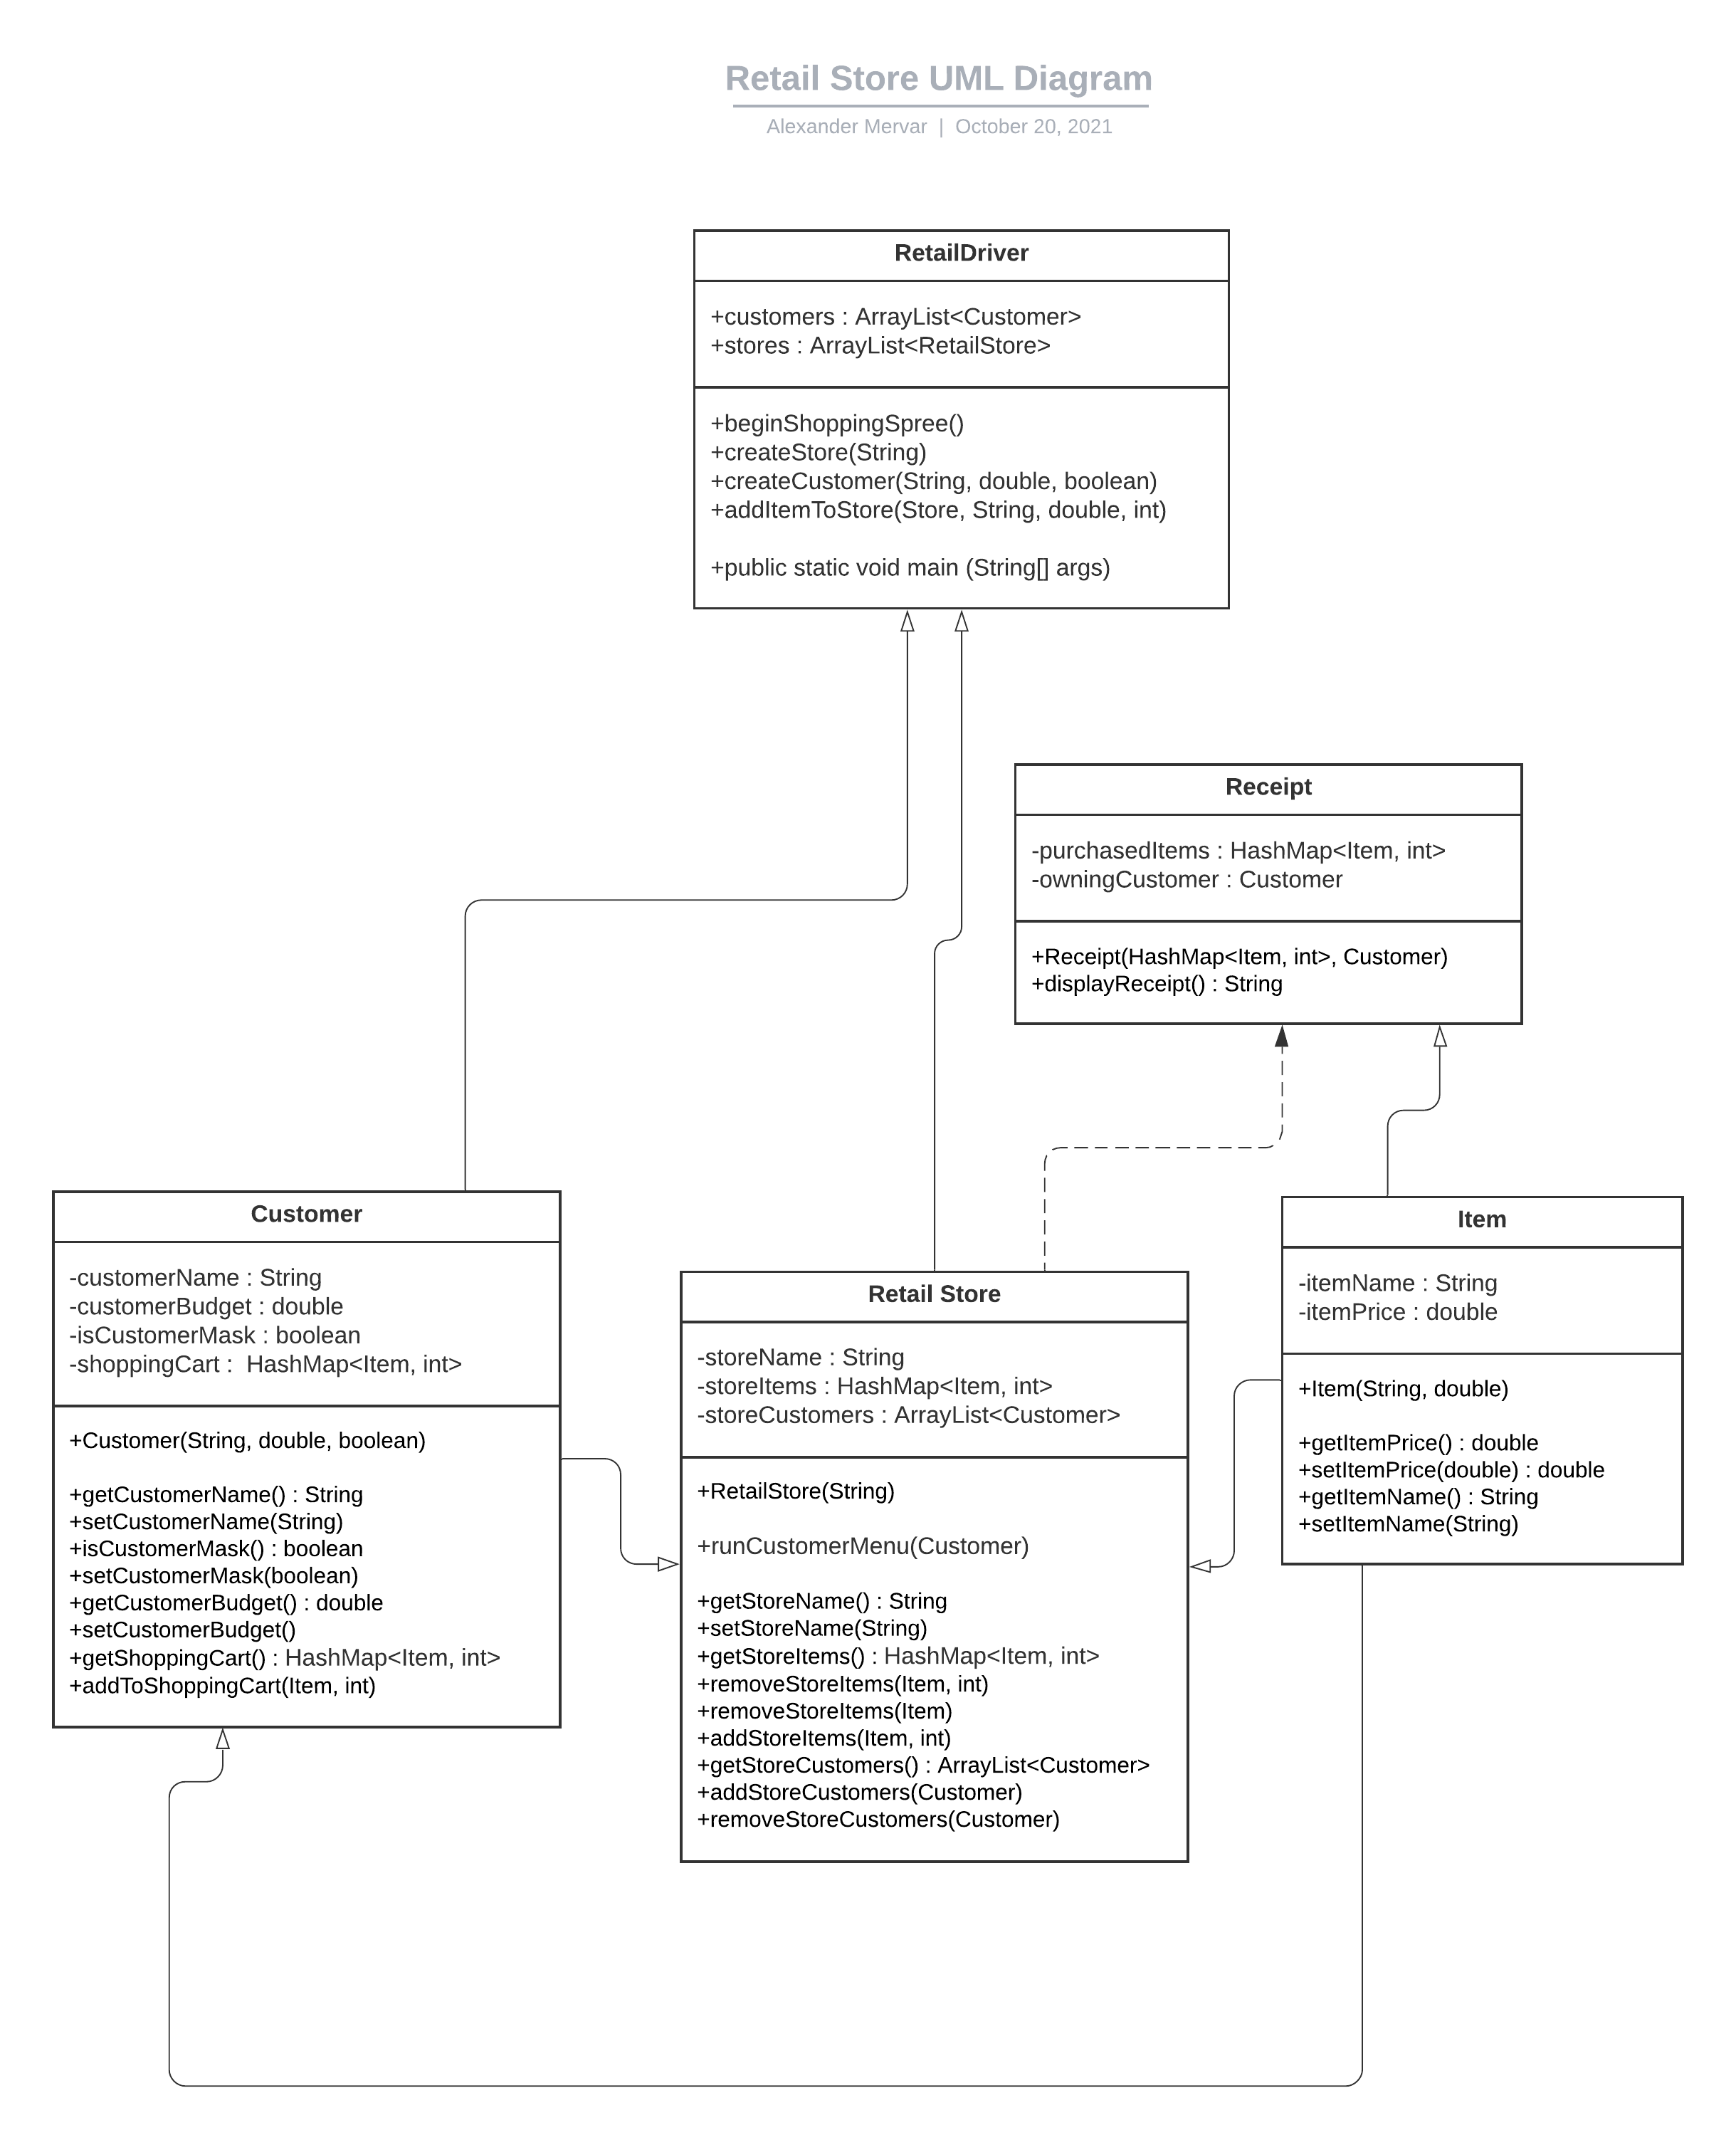 Retail Store UML Diagram
Alexander Mervar | October 20, 2021
RetailDriver
+customers : ArrayList<Customer>
+stores : ArrayList<RetailStore>
+beginShoppingSpree()
+createStore(String)
+createCustomer(String, double, boolean)
+addItemToStore(Store, String, double, int)
+public static void main (String[] args)
Receipt
-purchasedItems : HashMap<Item, int>
-owningCustomer : Customer
+Receipt(HashMap<Item, int>, Customer)
+displayReceipt() : String
Customer
-customerName : String
-customerBudget : double
-isCustomerMask : boolean
-shoppingCart :  HashMap<Item, int>
+Customer(String, double, boolean)
+getCustomerName() : String
+setCustomerName(String)
+isCustomerMask() : boolean
+setCustomerMask(boolean)
+getCustomerBudget() : double
+setCustomerBudget()
+getShoppingCart() : HashMap<Item, int>
+addToShoppingCart(Item, int)
Retail Store
-storeName : String
-storeItems : HashMap<Item, int>
-storeCustomers : ArrayList<Customer>
+RetailStore(String)
+runCustomerMenu(Customer)
+getStoreName() : String
+setStoreName(String)
+getStoreItems() : HashMap<Item, int>
+removeStoreItems(Item, int)
+removeStoreItems(Item)
+addStoreItems(Item, int)
+getStoreCustomers() : ArrayList<Customer>
+addStoreCustomers(Customer)
+removeStoreCustomers(Customer)
Item
-itemName : String
-itemPrice : double
+Item(String, double)
+getItemPrice() : double
+setItemPrice(double) : double
+getItemName() : String
+setItemName(String)